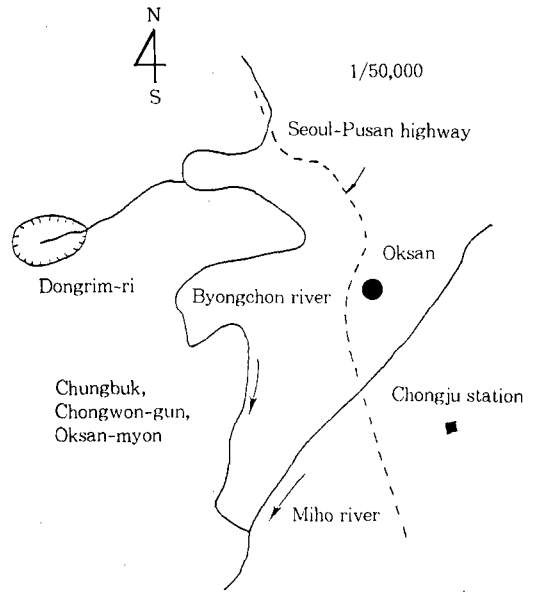 N
S
1/50,000
Seoul-Pusan highway
Oksan
Dongrim-ri
Byongchon river
Chungbuk,
Chongwon-gun,
Oksan-myon
Chongju station
Miho river